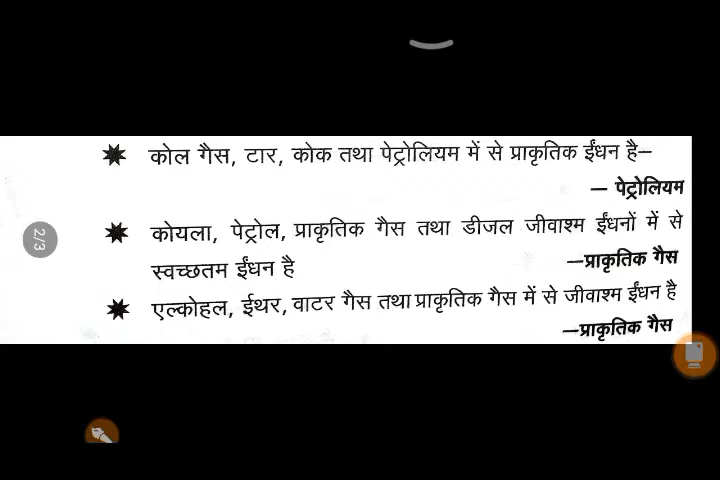 कोल गैस, टार, कोक तथा पेट्रोलियम में से प्राकृतिक ईंधन है–
– पेट्रोलियम
कोयला, पेट्रोल, प्राकृतिक गैस तथा डीजल जीवाश्म ईंधनों में से
स्वच्छतम ईंधन है –प्राकृतिक गैस
एल्कोहल, ईथर, वाटर गैस तथा प्राकृतिक गैस में से जीवाश्म ईंधन है
–प्राकृतिक गैस
2/3